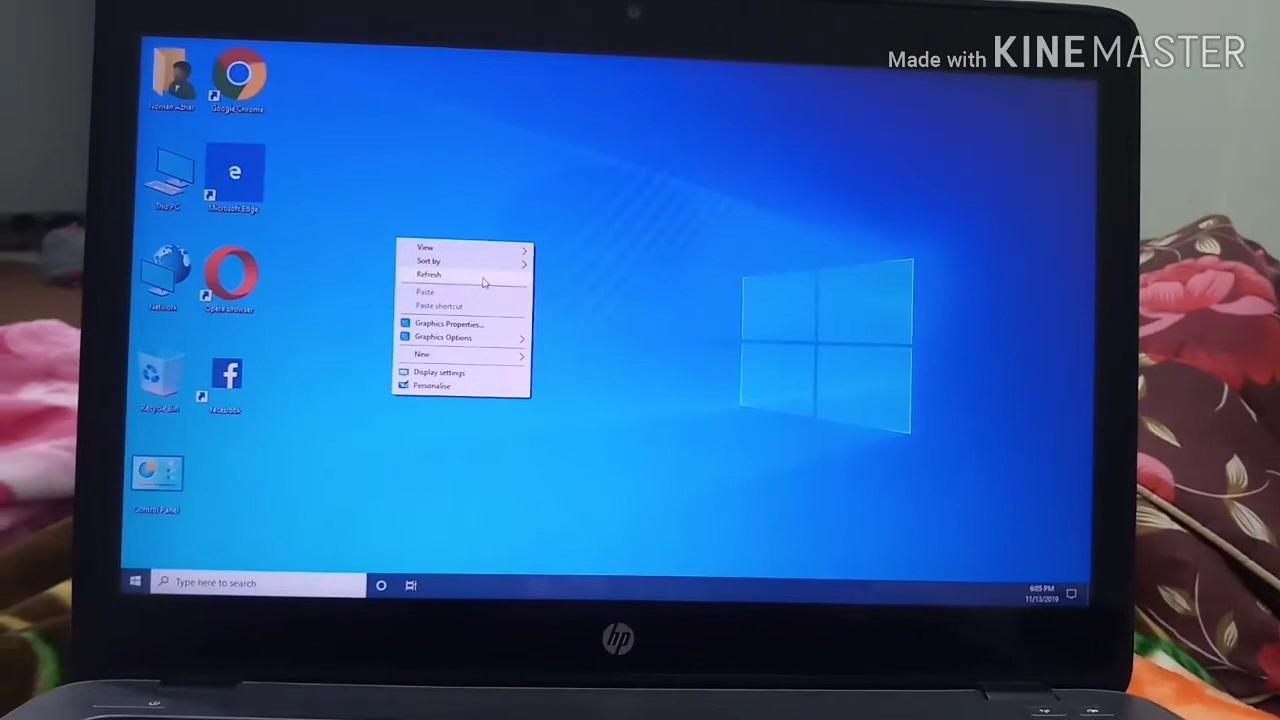 Made with KINEMASTER
Noman Azhar
Google Chrome
This PC
Microsoft Edge
Network
Opera browser
Recycle Bin
facebook
Control Panel
View
Sort by
Refresh
Paste
Paste shortcut
Graphics Properties...
Graphics Options
New
Display settings
Personalise
Type here to search
6:05 PM
11/13/2019
hp